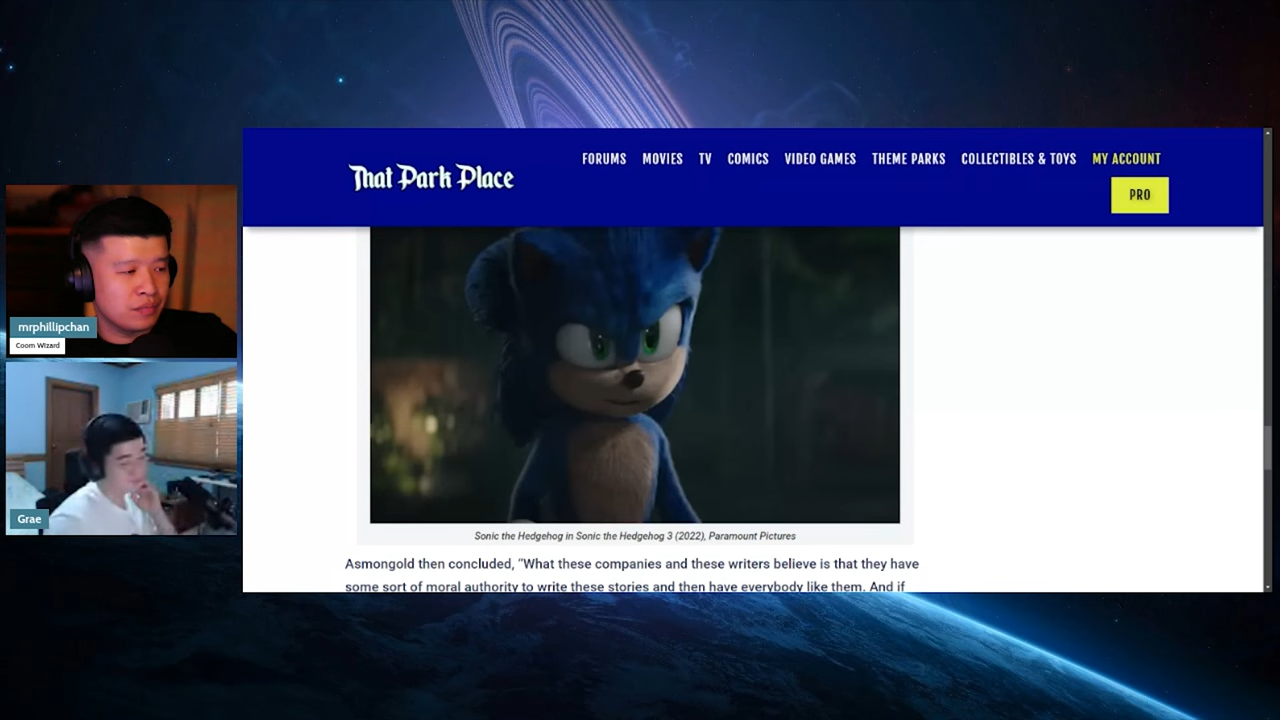 FORUMS MOVIES TV COMICS VIDEO GAMES THEME PARKS COLLECTIBLES & TOYS MY ACCOUNT
That Park Place
PRO
mrphillipchan
Coom Wizard
Grae
Sonic the Hedgehog in Sonic the Hedgehog 3 (2022), Paramount Pictures
Asmongold then concluded, "What these companies and these writers believe is that they have
some sort of moral authority to write these stories and then have everybody like them. And if